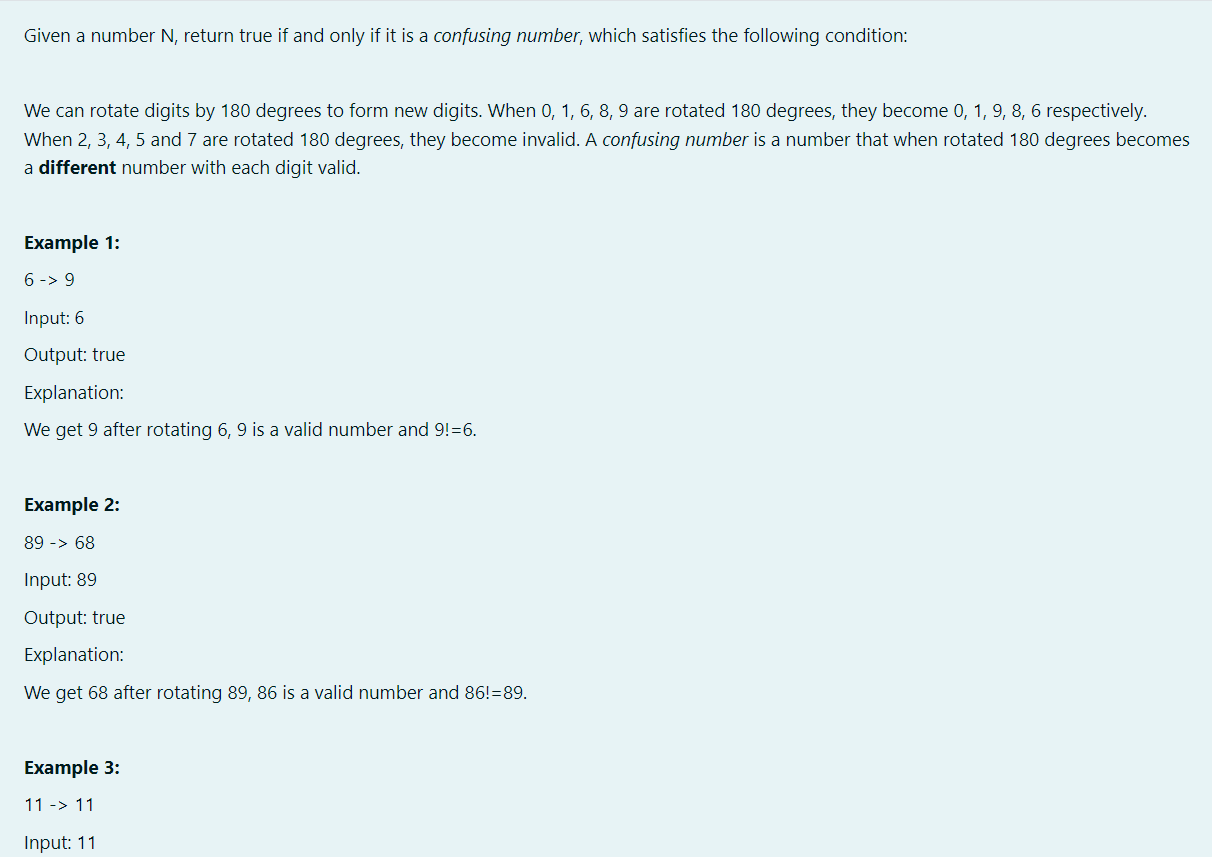 Given a number N, return true if and only if it is a confusing number, which satisfies the following condition:
We can rotate digits by 180 degrees to form new digits. When 0, 1, 6, 8, 9 are rotated 180 degrees, they become 0, 1, 9, 8, 6 respectively.
When 2, 3, 4, 5 and 7 are rotated 180 degrees, they become invalid. A confusing number is a number that when rotated 180 degrees becomes
a different number with each digit valid.
Example 1:
6 -> 9
Input: 6
Output: true
Explanation:
We get 9 after rotating 6, 9 is a valid number and 9!=6.
Example 2:
89 -> 68
Input: 89
Output: true
Explanation:
We get 68 after rotating 89, 86 is a valid number and 86!=89.
Example 3:
11 -> 11
Input: 11